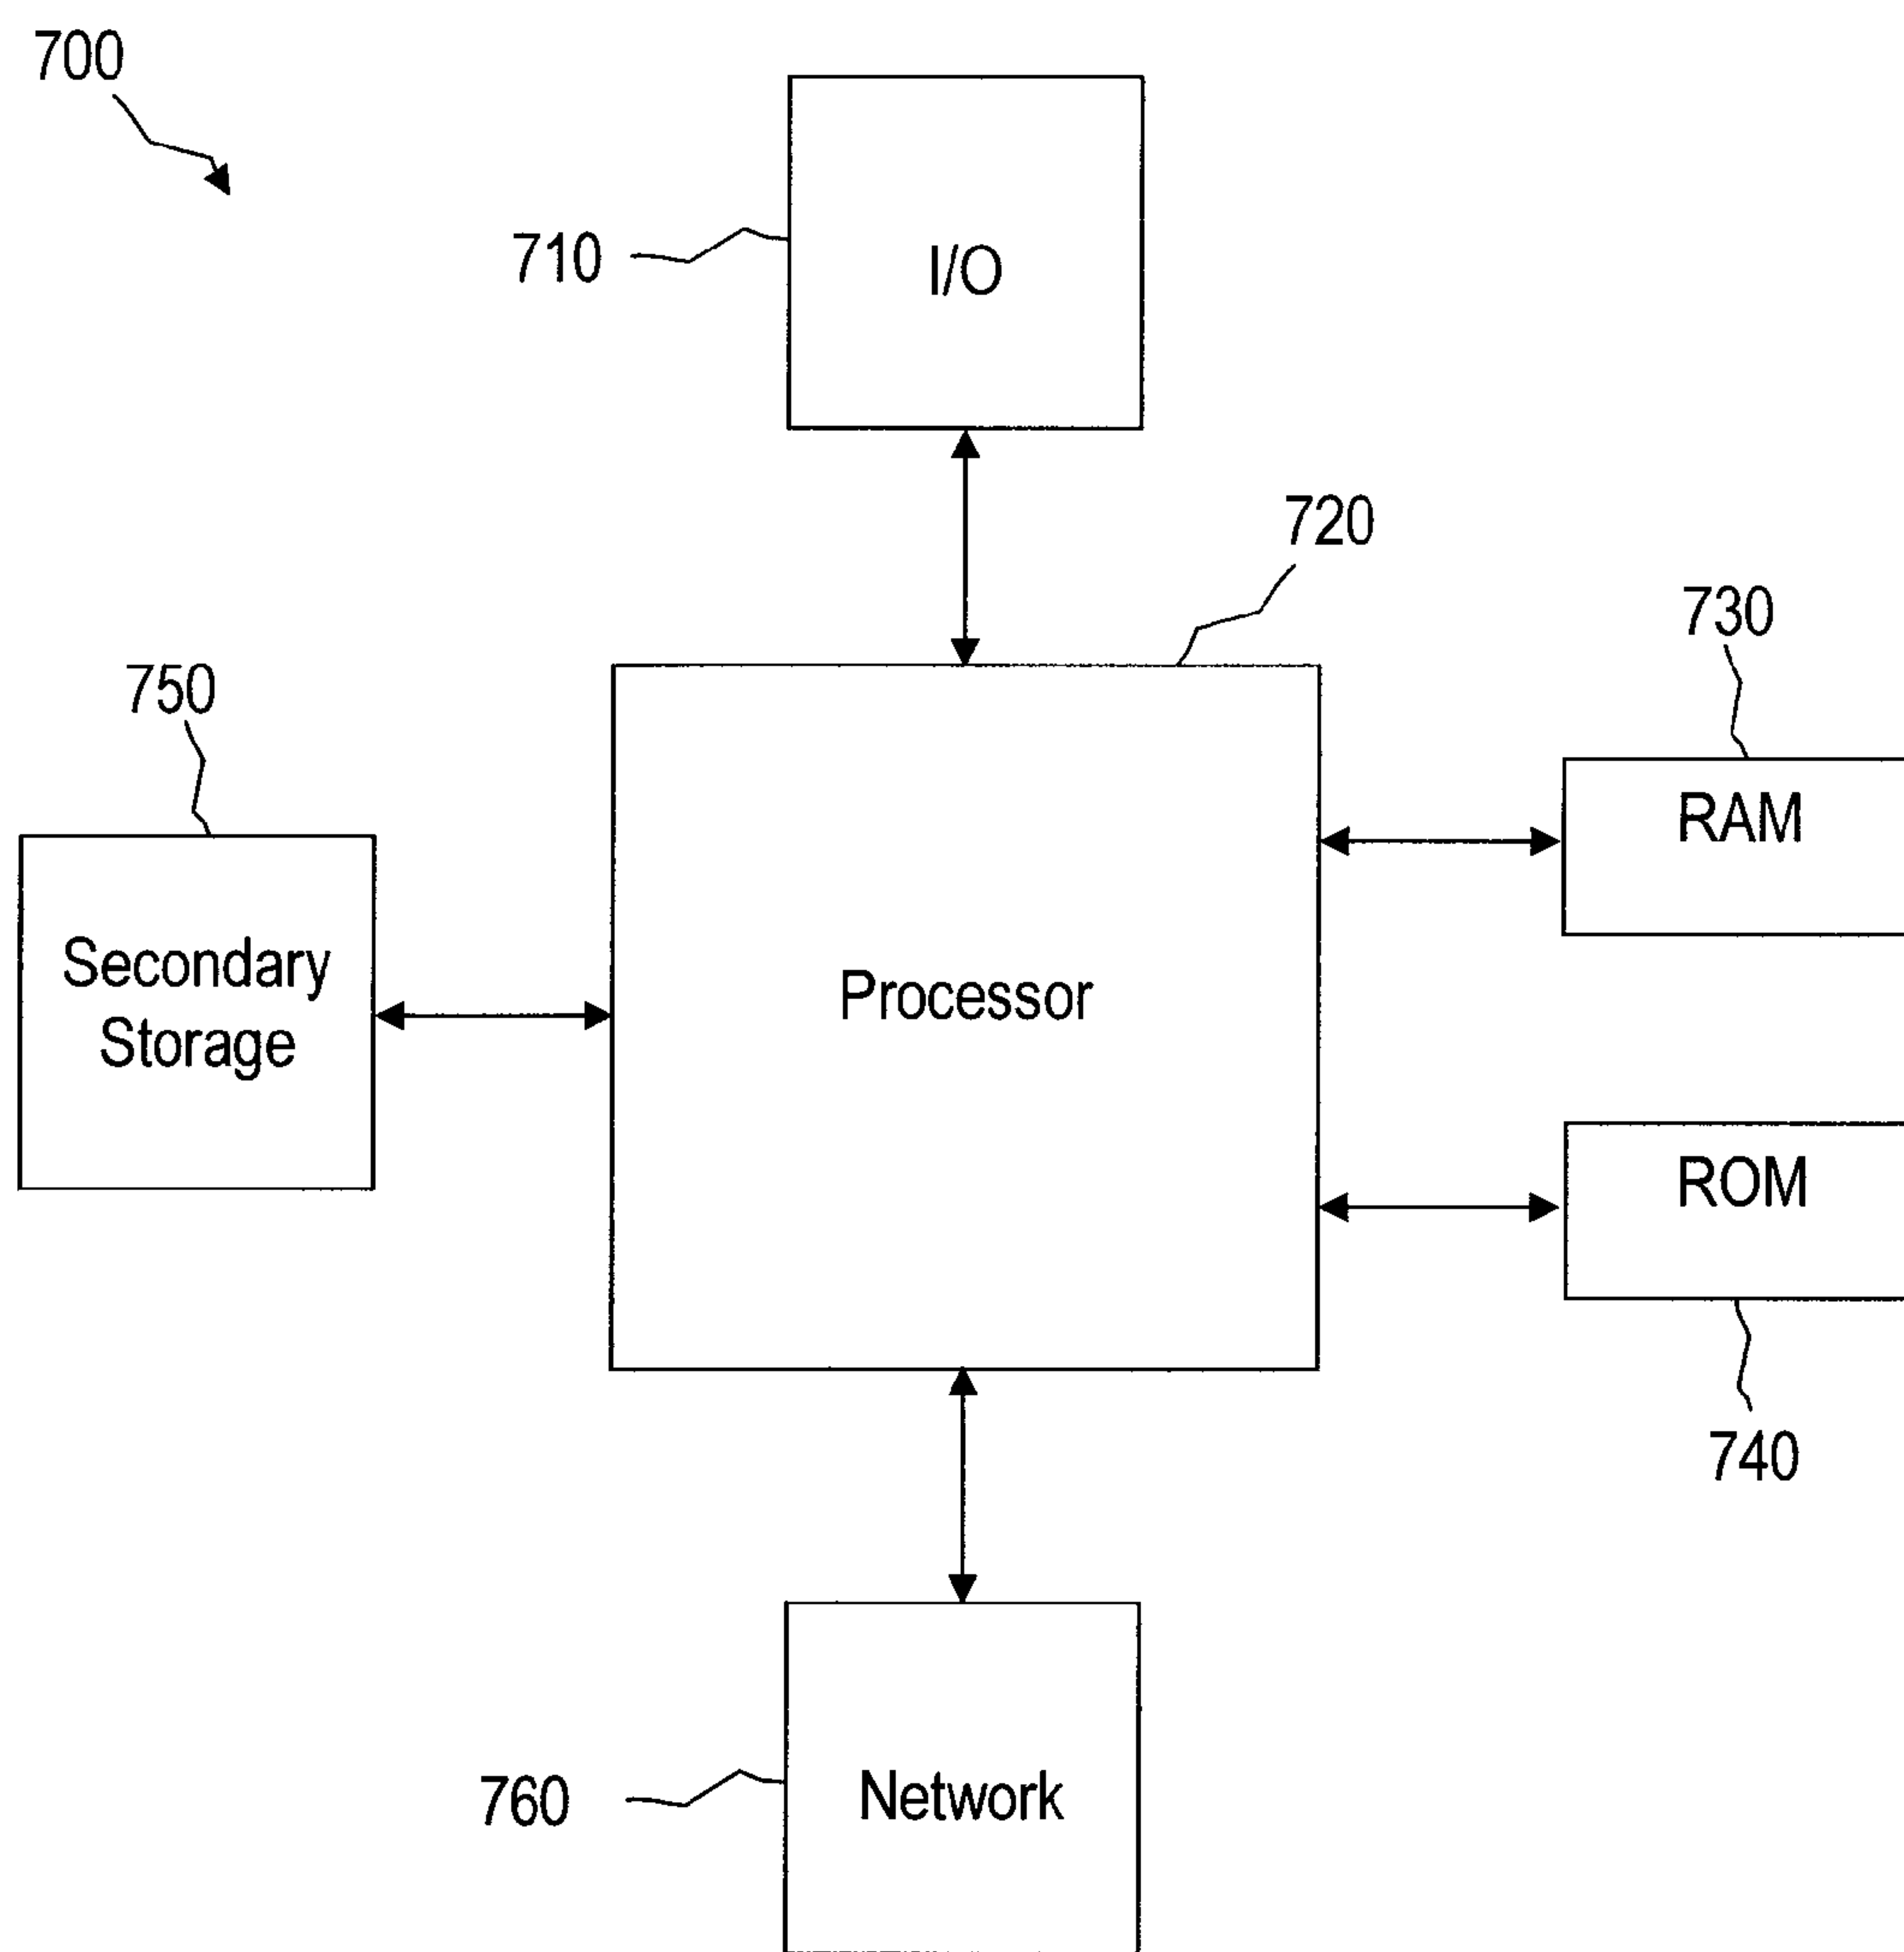 700
710
I/O
720
730
750
RAM
Secondary
Storage
Processor
ROM
740
760
Network